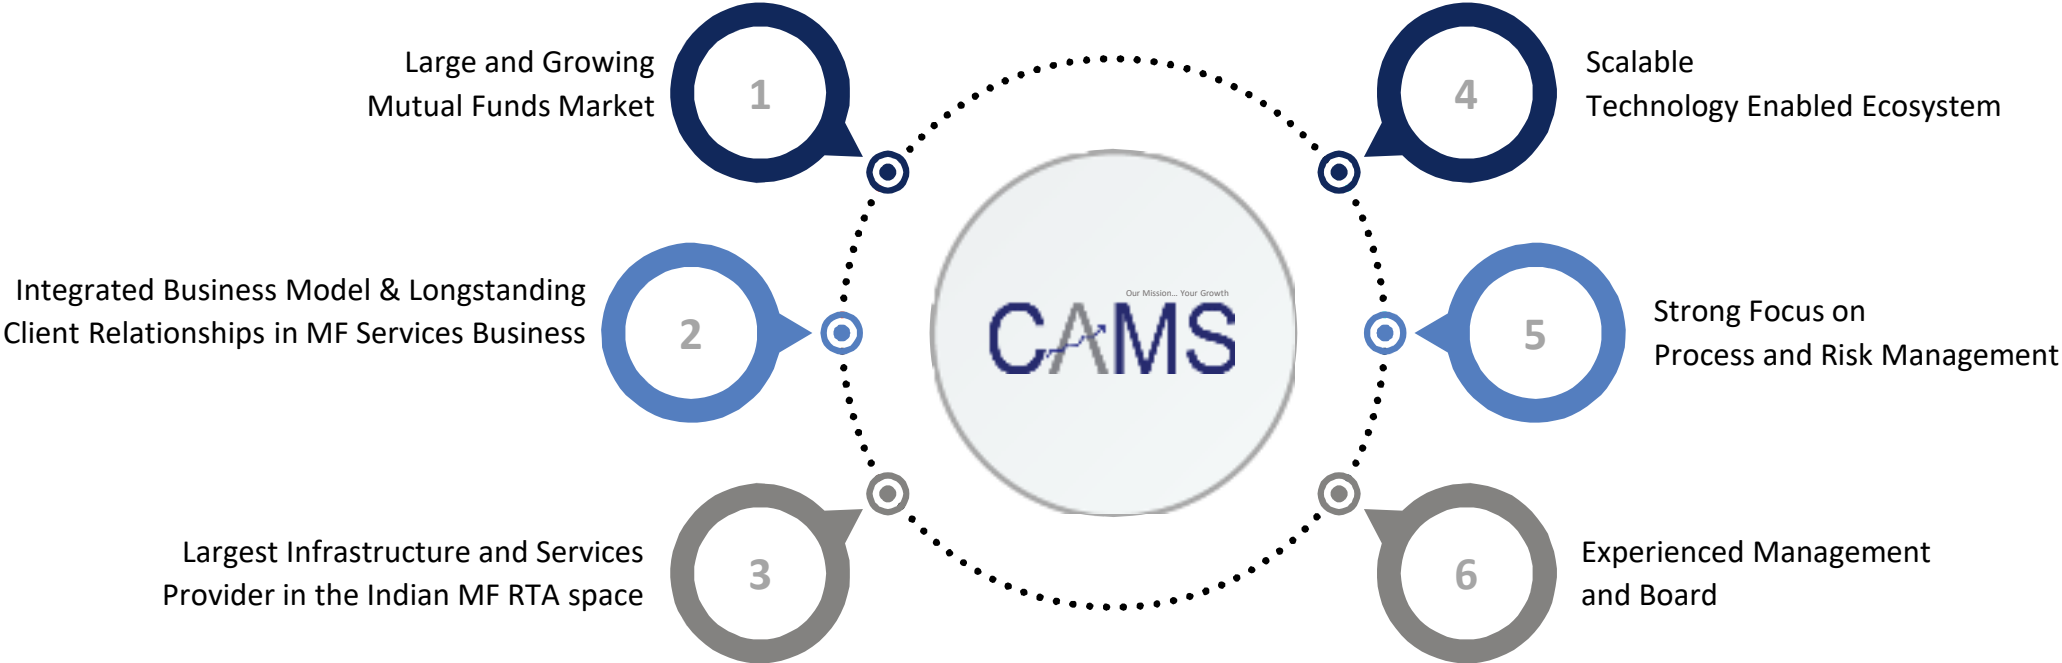 Large and Growing
Mutual Funds Market
1
Integrated Business Model & Longstanding
Client Relationships in MF Services Business
2
Largest Infrastructure and Services
Provider in the Indian MF RTA space
3
Our Mission... Your Growth
CAMS
4
Scalable
Technology Enabled Ecosystem
5
Strong Focus on
Process and Risk Management
6
Experienced Management
and Board